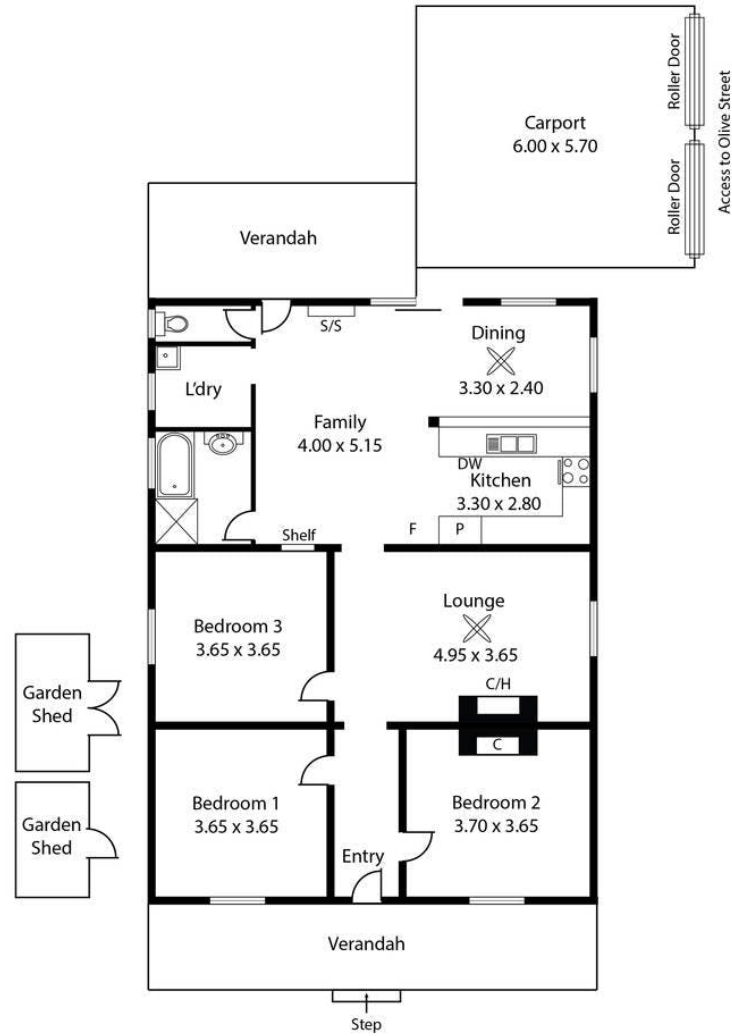 Carport
6.00 x 5.70
Roller Door
Roller Door
Access to Olive Street
Verandah
S/S
Dining
3.30 x 2.40
L'dry
Family
4.00 x 5.15
DW
Kitchen
3.30 x 2.80
F
P
Shelf
Bedroom 3
3.65 x 3.65
Lounge
4.95 x 3.65
C/H
Garden
Shed
C
Bedroom 1
3.65 x 3.65
Bedroom 2
3.70 x 3.65
Garden
Shed
Entry
Verandah
Step